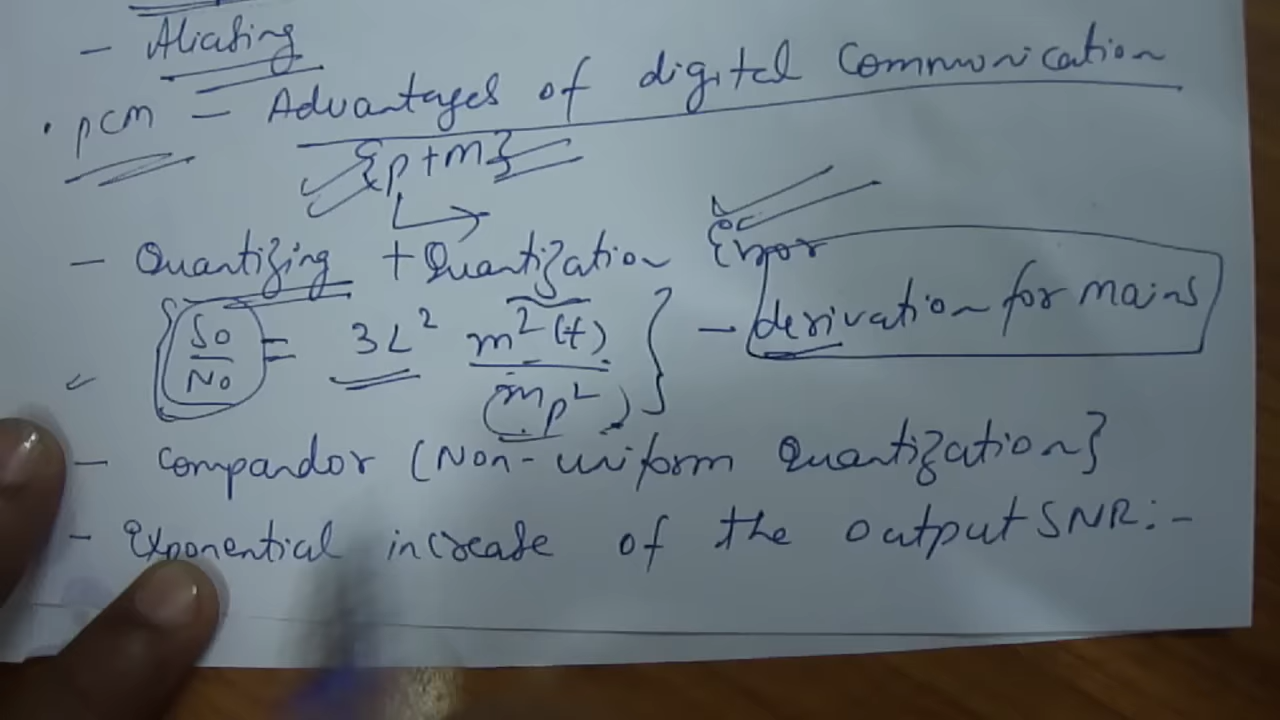 - Aliasing
· PCM = Advantages of digital Communication
{P+M}
- Quantizing + Quantization Error
So/No = 3L² m²(t)/(mp²) } - derivation for mains
- Compandor (Non-uniform Quantization}
- Exponential increase of the output SNR:-